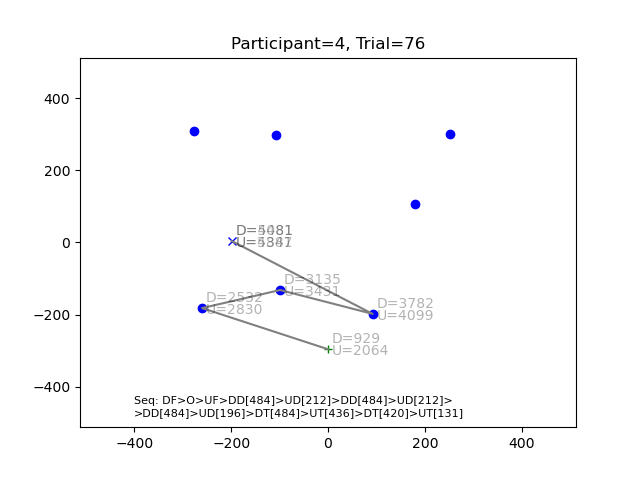 Participant=4, Trial=76
400
200
0
−200
−400
D=2532
U=2830
D=3135
U=3431
D=3782
U=4099
D=929
U=2064
Seq: DF>O>UF>DD[484]>UD[212]>DD[484]>UD[212]>
>DD[484]>UD[196]>DT[484]>UT[436]>DT[420]>UT[131]
−400
−200
0
200
400